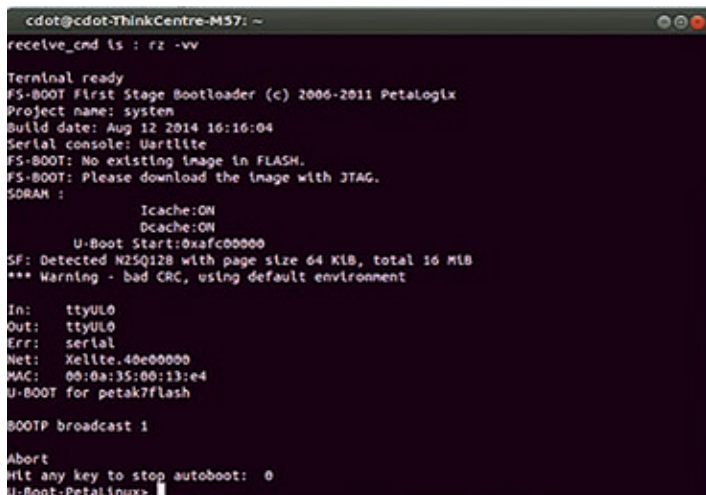 cdot@cdot-ThinkCentre-M57: ~
receive_cmd is : rz -vv
Terminal ready
FS-BOOT First Stage Bootloader (c) 2006-2011 PetaLogix
Project name: system
Build date: Aug 12 2014 16:16:04
Serial console: Uartlite
FS-BOOT: No existing image in FLASH.
FS-BOOT: Please download the image with JTAG.
SDRAM :
Icache:ON
Dcache:ON
U-Boot Start:0xafc00000
SF: Detected N25Q128 with page size 64 KiB, total 16 MiB
*** Warning - bad CRC, using default environment
In: ttyUL0
Out: ttyUL0
Err: serial
Net: Xelite.40e00000
MAC: 00:0a:35:00:13:e4
U-BOOT for petak7flash
BOOTP broadcast 1
Abort
Hit any key to stop autoboot: 0
U-Boot-PetaLinux>